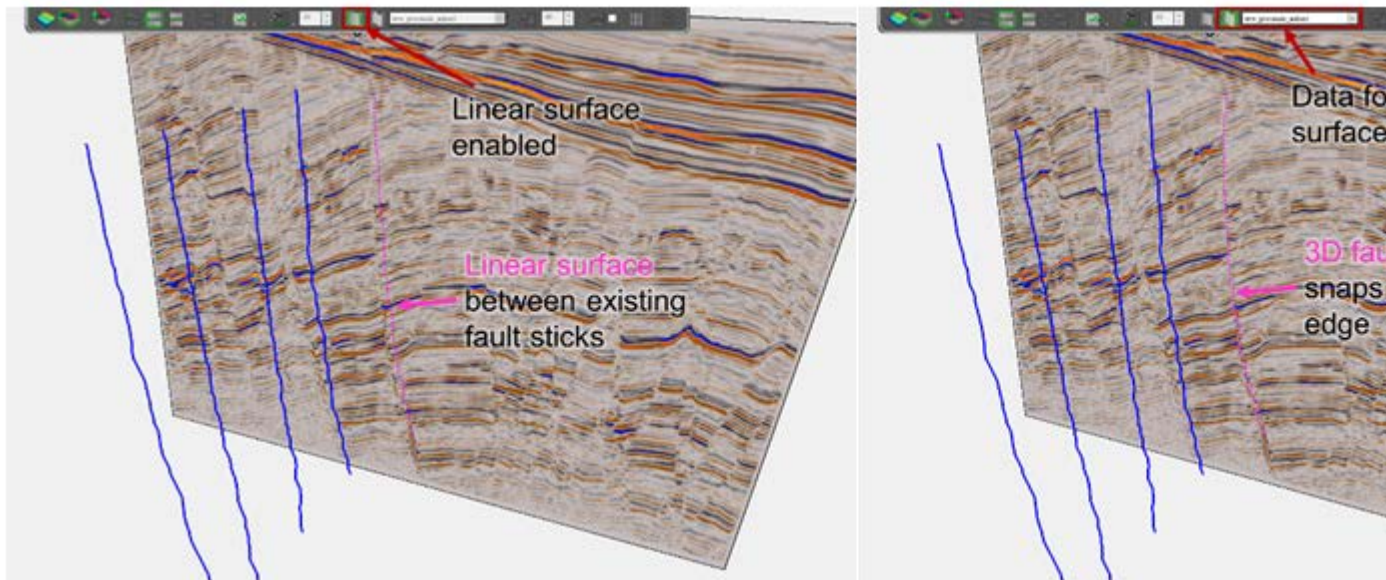 Linear surface
enabled
Linear surface
between existing
fault sticks
Data fo
surface
3D fau
snaps
edge